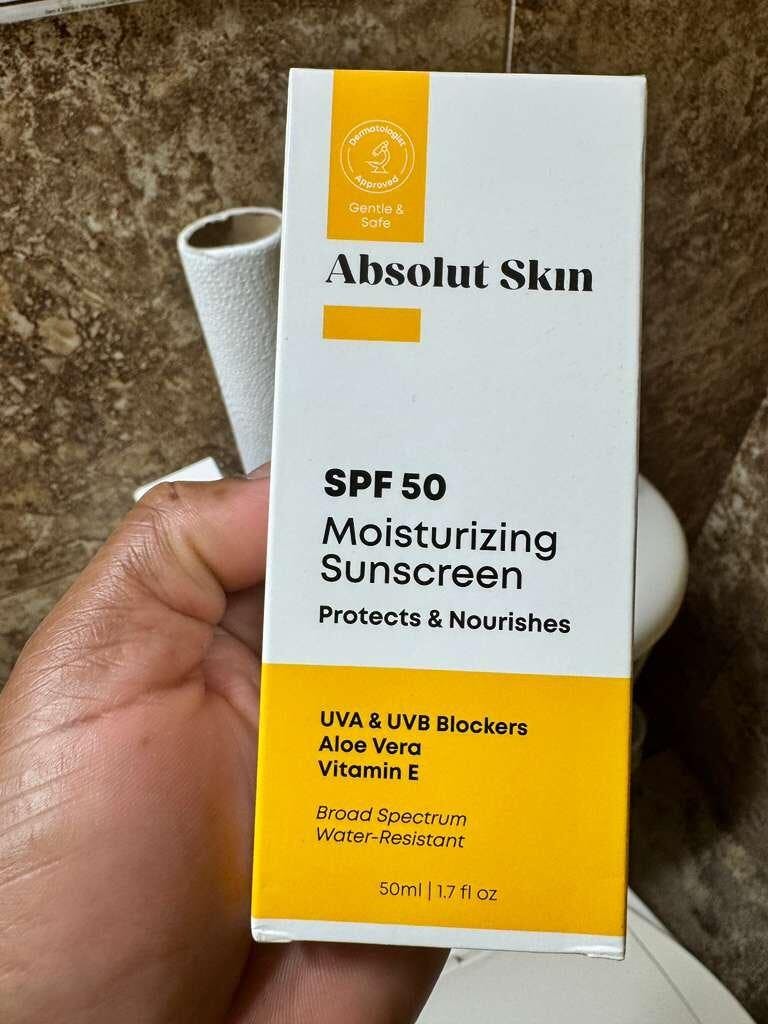 Dermatologist
Approved
Gentle &
Safe
Absolut Skın
SPF 50
Moisturizing
Sunscreen
Protects & Nourishes
UVA & UVB Blockers
Aloe Vera
Vitamin E
Broad Spectrum
Water-Resistant
50ml | 1.7 fl oz